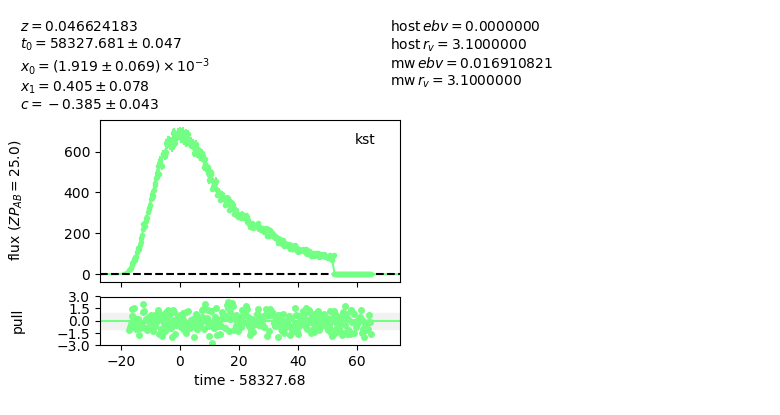 z = 0.046624183
t₀ = 58327.681 ± 0.047
x₀ = (1.919 ± 0.069) × 10⁻³
x₁ = 0.405 ± 0.078
c = −0.385 ± 0.043
host ebv = 0.0000000
host r_v = 3.1000000
mw ebv = 0.016910821
mw r_v = 3.1000000
kst
flux (ZP_AB = 25.0)
600
400
200
0
pull
3.0
1.5
0.0
−1.5
−3.0
−20 0 20 40 60
time - 58327.68